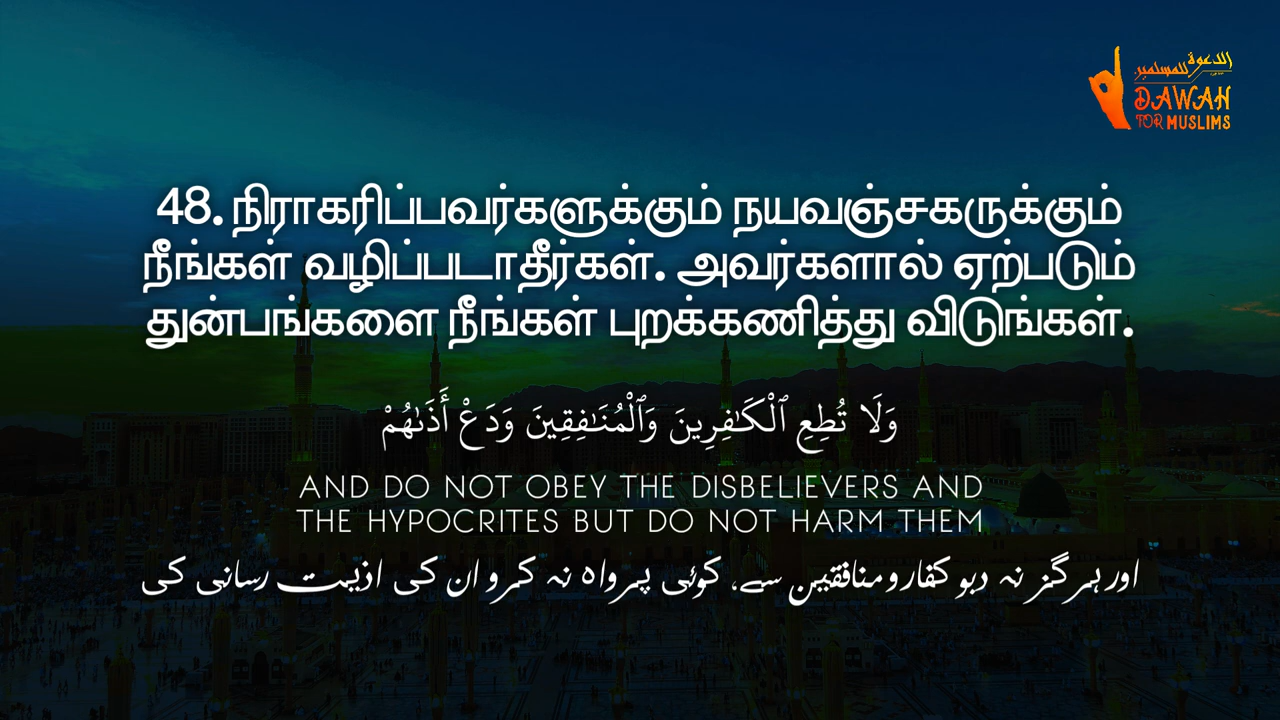 الدعوة للمسلمين
DAWAH
FOR MUSLIMS
48. நிராகரிப்பவர்களுக்கும் நயவஞ்சகருக்கும்
நீங்கள் வழிப்படாதீர்கள். அவர்களால் ஏற்படும்
துன்பங்களை நீங்கள் புறக்கணித்து விடுங்கள்.
وَلَا تُطِعِ ٱلْكَـٰفِرِينَ وَٱلْمُنَـٰفِقِينَ وَدَعْ أَذَىٰهُمْ
AND DO NOT OBEY THE DISBELIEVERS AND
THE HYPOCRITES BUT DO NOT HARM THEM
اور ہرگز نہ دبو کفار و منافقین سے، کوئی پرواہ نہ کرو ان کی اذیت رسانی کی